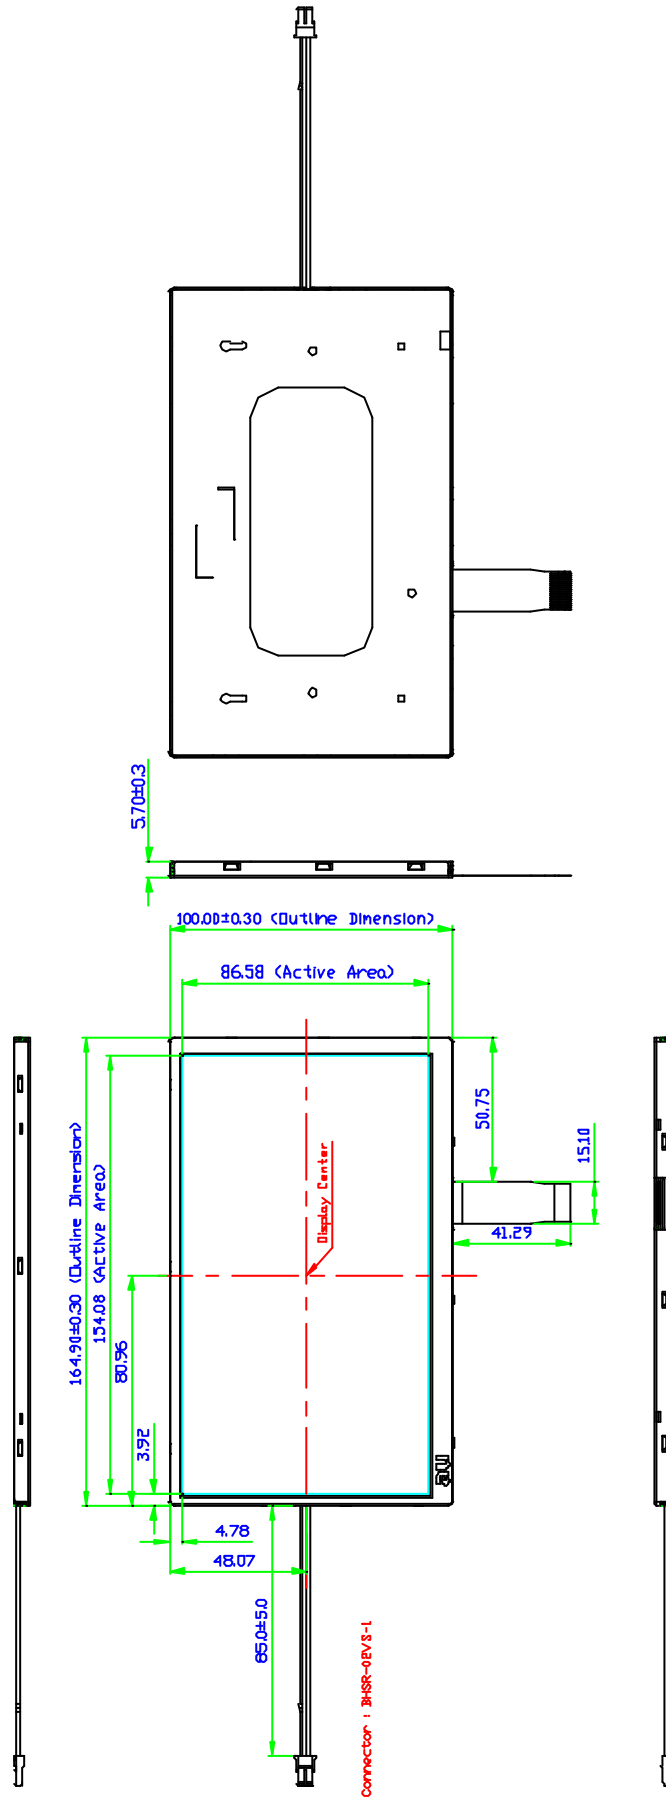 5.70±0.3
100.00±0.30 (Outline Dimension)
86.58 (Active Area)
164.90±0.30 (Outline Dimension)
154.08 (Active Area)
80.96
3.92
Display Center
50.75
15.10
41.29
4.78
48.07
85.0±5.0
Connector : BHSR-02VS-1